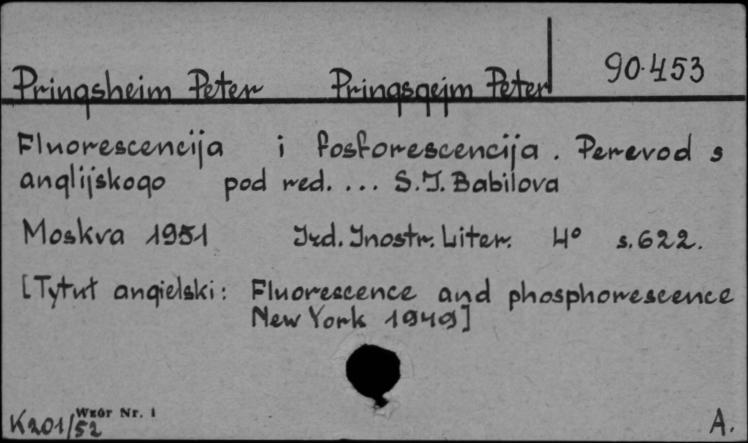 Pringsheim Peter Pringsgejm Peter 90.453
Fluorescencija i fosforescencija. Perevod s
anglijskogo pod red. ... S.J. Babilova
Moskva 1951 Izd. Jnostr. Liter. 4° s. 622.
[Tytuł angielski: Fluorescence and phosphorescence
New York 1949]
Wzór Nr. 1
K201/52 A.